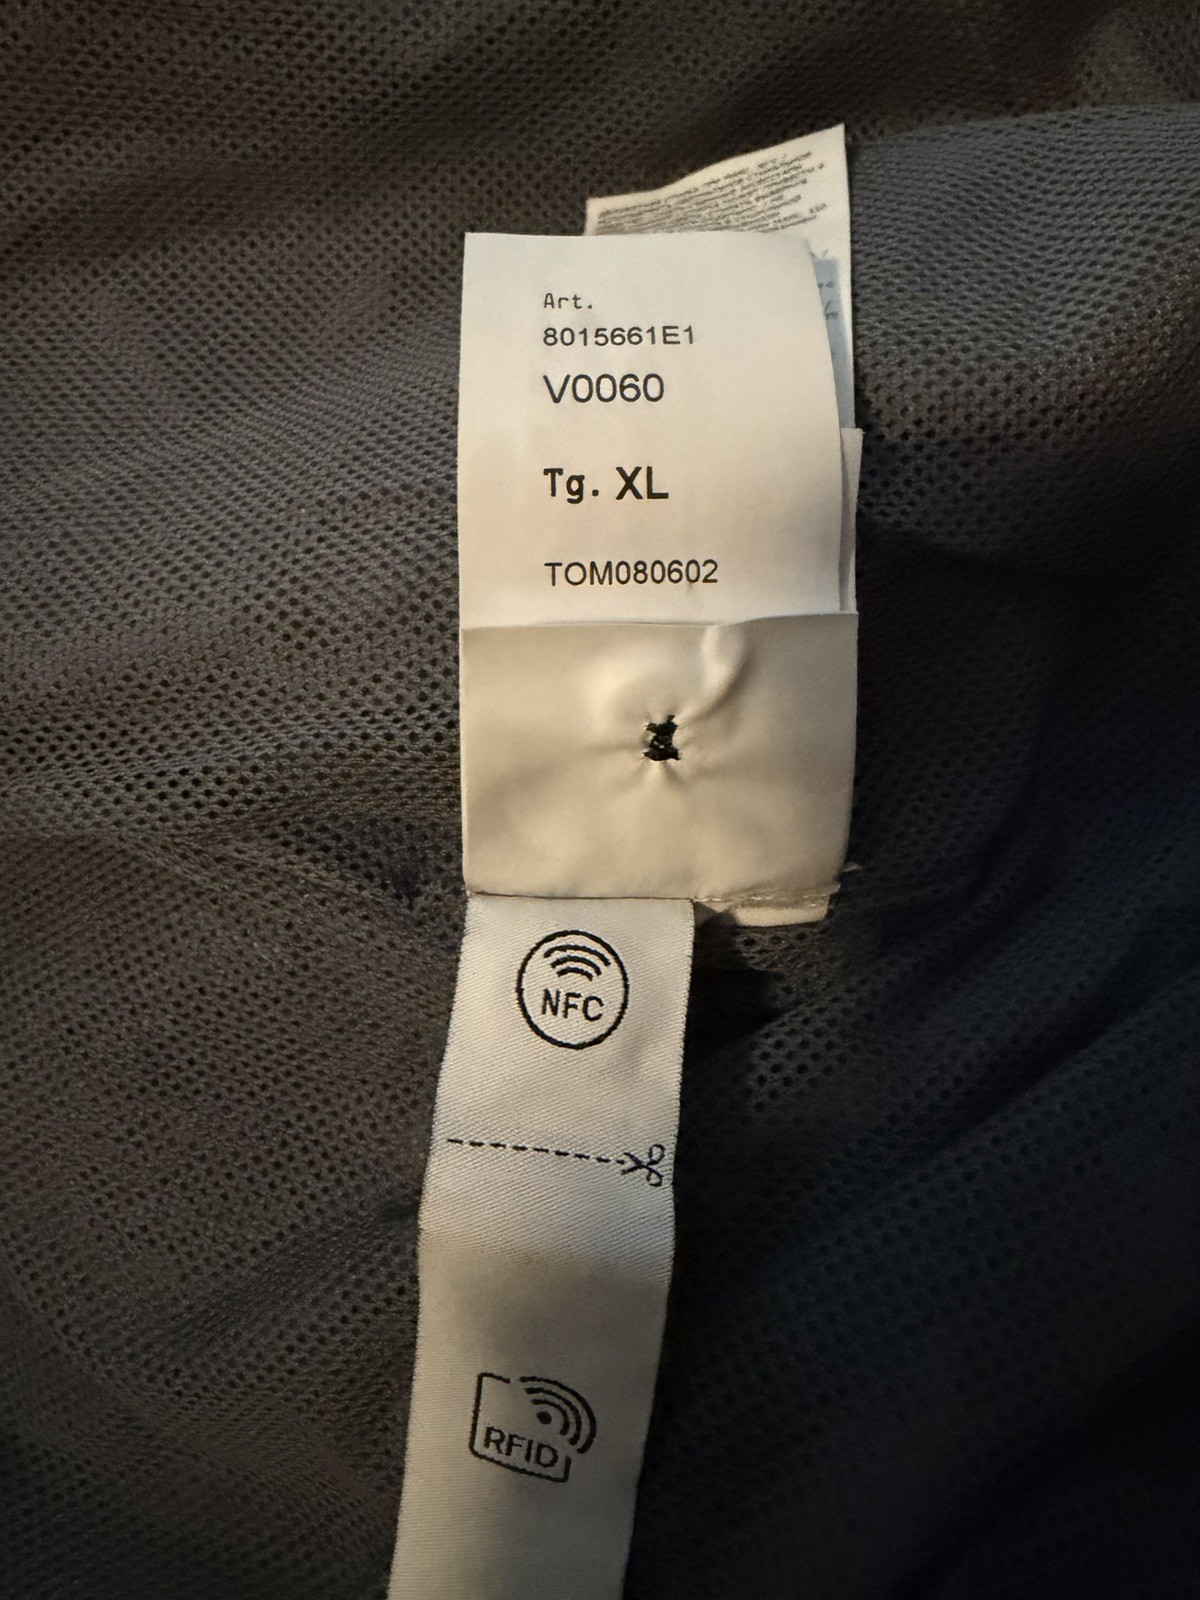 Art.
8015661E1
V0060
Tg. XL
TOM080602
NFC
RFID